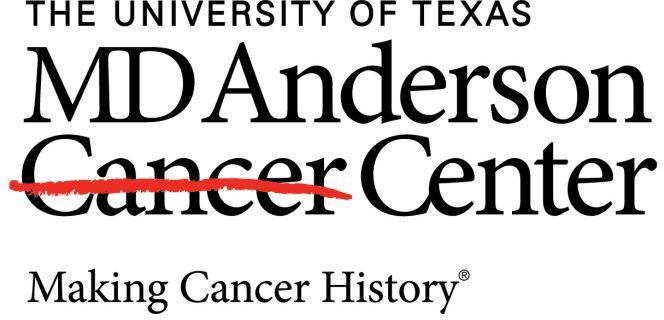 THE UNIVERSITY OF TEXAS
MD Anderson
Cancer Center
Making Cancer History®